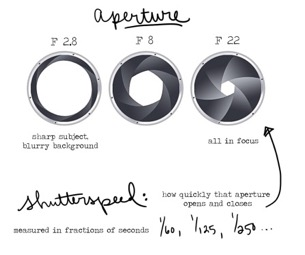 aperture
F 2.8 F 8 F 22
sharp subject,
blurry background
all in focus
shutterspeed:
how quickly that aperture
opens and closes
measured in fractions of seconds
1/60, 1/125, 1/250...